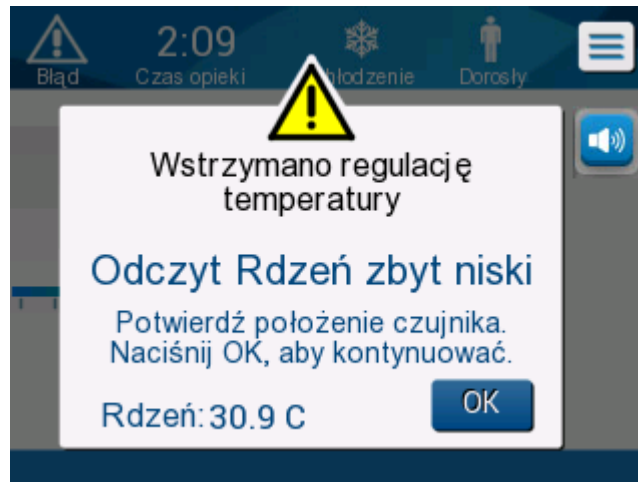 2:09
Błąd
Czas opieki
Dorosły
Wstrzymano regulację
temperatury
Odczyt Rdzeń zbyt niski
Potwierdź położenie czujnika.
Naciśnij OK, aby kontynuować.
Rdzeń: 30.9 C
OK